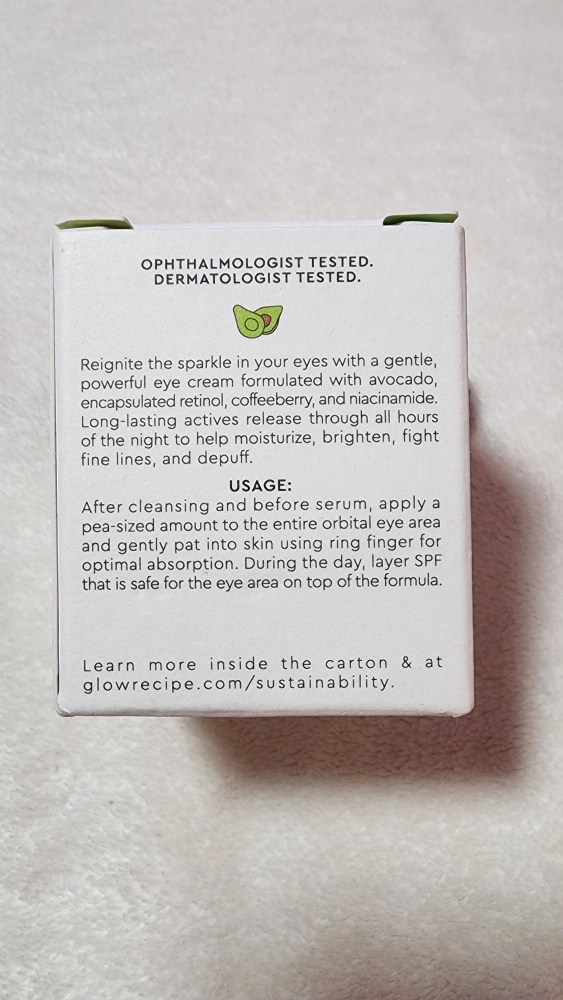 OPHTHALMOLOGIST TESTED.
DERMATOLOGIST TESTED.
Reignite the sparkle in your eyes with a gentle,
powerful eye cream formulated with avocado,
encapsulated retinol, coffeeberry, and niacinamide.
Long-lasting actives release through all hours
of the night to help moisturize, brighten, fight
fine lines, and depuff.
USAGE:
After cleansing and before serum, apply a
pea-sized amount to the entire orbital eye area
and gently pat into skin using ring finger for
optimal absorption. During the day, layer SPF
that is safe for the eye area on top of the formula.
Learn more inside the carton & at
glowrecipe.com/sustainability.